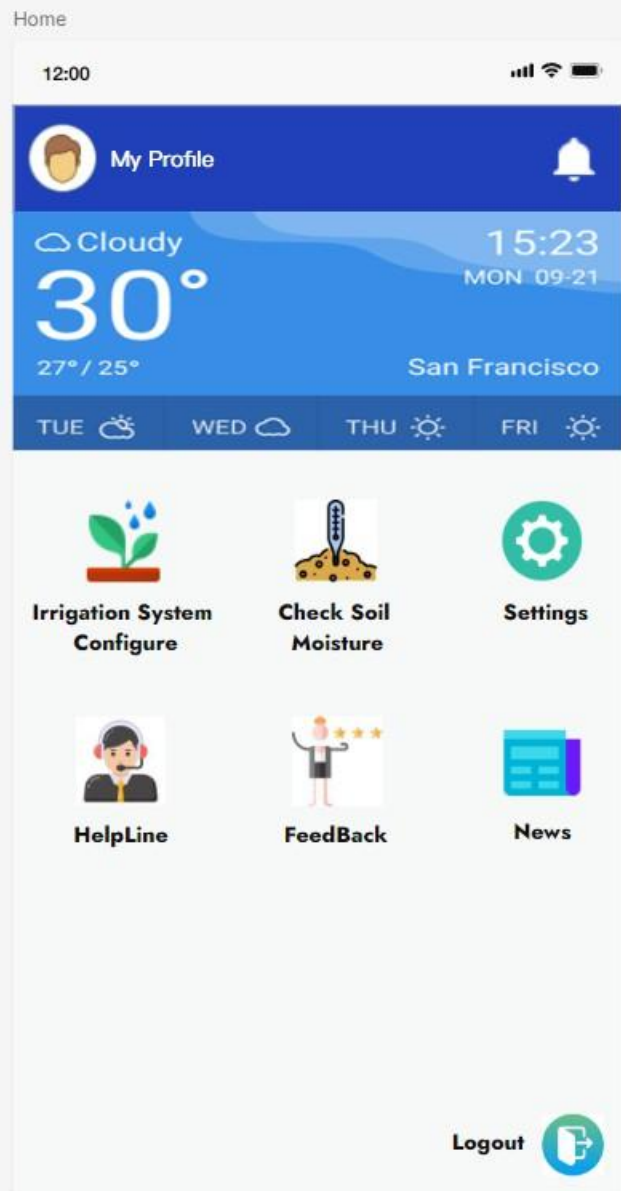 Home
12:00
My Profile
Cloudy
15:23
30°
MON 09-21
27°/ 25°
San Francisco
TUE
WED
THU
FRI
Irrigation System
Configure
Check Soil
Moisture
Settings
HelpLine
FeedBack
News
Logout